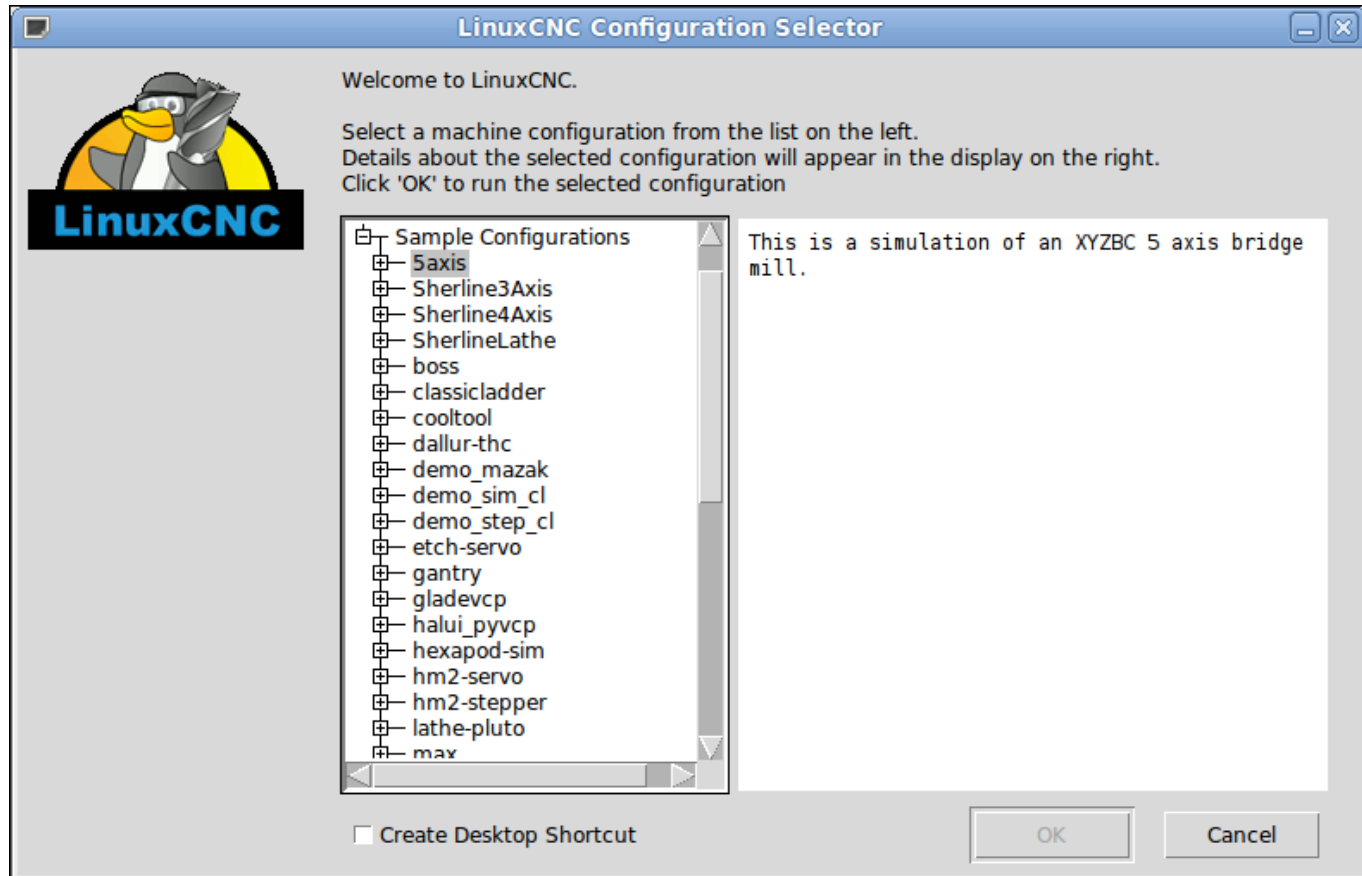 LinuxCNC Configuration Selector
LinuxCNC
Welcome to LinuxCNC.
Select a machine configuration from the list on the left.
Details about the selected configuration will appear in the display on the right.
Click 'OK' to run the selected configuration
Sample Configurations
5axis
Sherline3Axis
Sherline4Axis
SherlineLathe
boss
classicladder
cooltool
dallur-thc
demo_mazak
demo_sim_cl
demo_step_cl
etch-servo
gantry
gladevcp
halui_pyvcp
hexapod-sim
hm2-servo
hm2-stepper
lathe-pluto
max
This is a simulation of an XYZBC 5 axis bridge
mill.
Create Desktop Shortcut
OK
Cancel